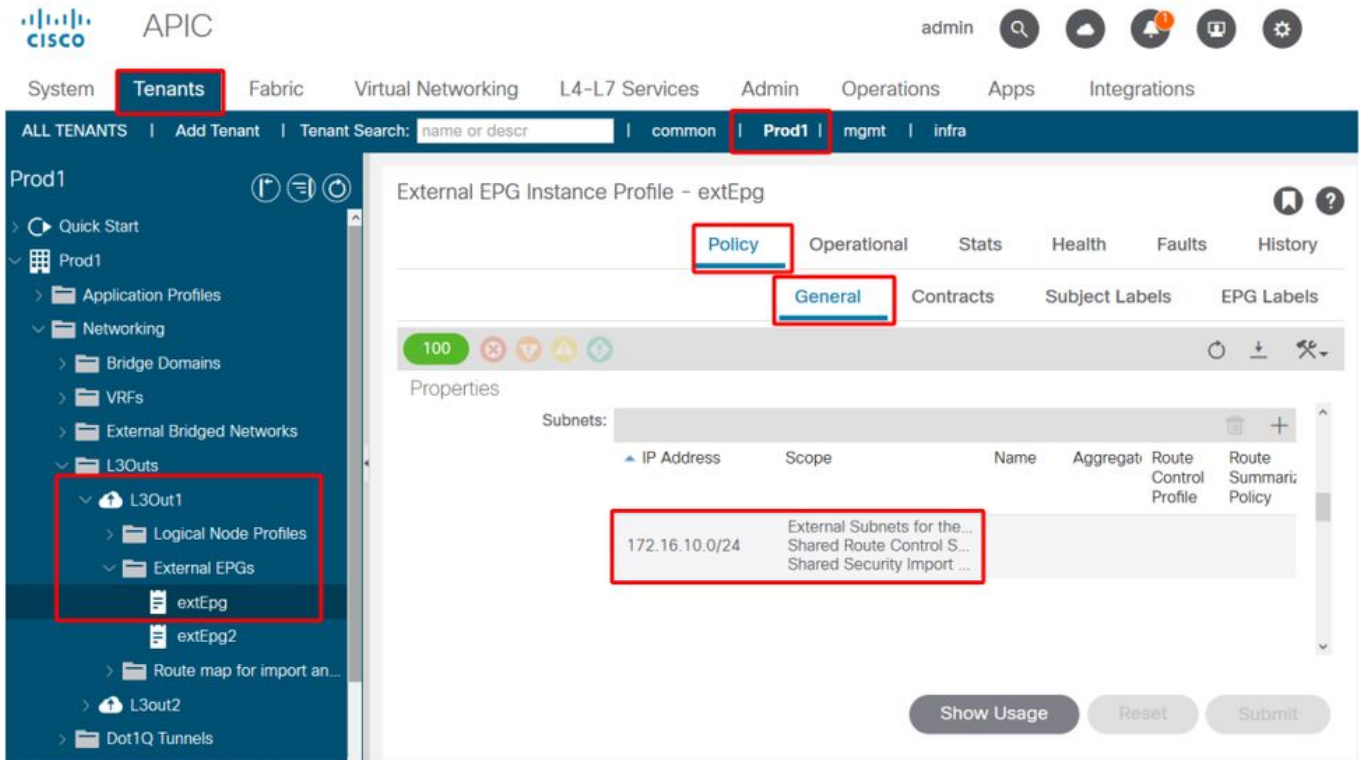 CISCO
APIC
admin
1
System Tenants Fabric Virtual Networking L4-L7 Services Admin Operations Apps Integrations
ALL TENANTS | Add Tenant | Tenant Search: name or descr | common | Prod1 | mgmt | infra
Prod1
Quick Start
Prod1
Application Profiles
Networking
Bridge Domains
VRFs
External Bridged Networks
L3Outs
L3Out1
Logical Node Profiles
External EPGs
extEpg
extEpg2
Route map for import an...
L3out2
Dot1Q Tunnels
External EPG Instance Profile - extEpg
Policy Operational Stats Health Faults History
General Contracts Subject Labels EPG Labels
100
Properties
Subnets:
IP Address Scope Name Aggregat Route Control Profile Route Summariz Policy
172.16.10.0/24
External Subnets for the...
Shared Route Control S...
Shared Security Import ...
Show Usage Reset Submit